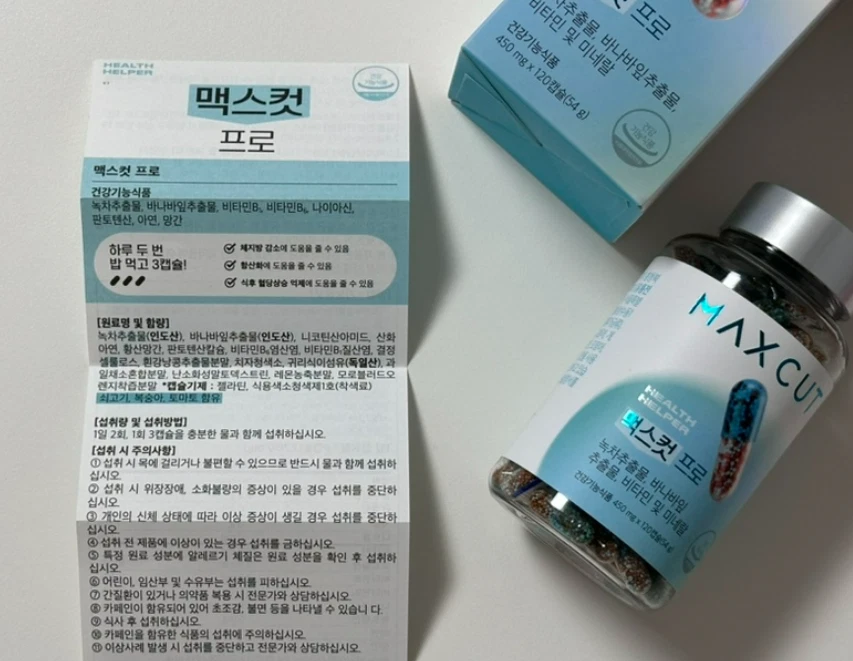 HEALTH
HELPER
맥스컷
프로
건강
기능식품
맥스컷 프로
건강기능식품
녹차추출물, 바나바잎추출물, 비타민B₁, 비타민B₆, 나이아신,
판토텐산, 아연, 망간
하루 두 번
밥 먹고 3캡슐!
체지방 감소에 도움을 줄 수 있음
항산화에 도움을 줄 수 있음
식후 혈당상승 억제에 도움을 줄 수 있음
[원료명 및 함량]
녹차추출물(인도산), 바나바잎추출물(인도산), 니코틴산아미드, 산화
아연, 황산망간, 판토텐산칼슘, 비타민B₆염산염, 비타민B₁질산염, 결정
셀룰로스, 흰강낭콩추출물분말, 치자청색소, 귀리식이섬유(독일산), 과
일채소혼합분말, 난소화성말토덱스트린, 레몬농축분말, 모로블러드오
렌지착즙분말 *캡슐기제 : 젤라틴, 식용색소청색제1호(착색료)
쇠고기, 복숭아, 토마토 함유
[섭취량 및 섭취방법]
1일 2회, 1회 3캡슐을 충분한 물과 함께 섭취하십시오.
[섭취 시 주의사항]
① 섭취 시 목에 걸리거나 불편할 수 있으므로 반드시 물과 함께 섭취하
십시오.
② 섭취 시 위장장애, 소화불량의 증상이 있을 경우 섭취를 중단하
십시오.
③ 개인의 신체 상태에 따라 이상 증상이 생길 경우 섭취를 중단하
십시오.
④ 섭취 전 제품에 이상이 있는 경우 섭취를 금하십시오.
⑤ 특정 원료 성분에 알레르기 체질은 원료 성분을 확인 후 섭취하
십시오.
⑥ 어린이, 임산부 및 수유부는 섭취를 피하십시오.
⑦ 간질환이 있거나 의약품 복용 시 전문가와 상담하십시오.
⑧ 카페인이 함유되어 있어 초조감, 불면 등을 나타낼 수 있습니 다.
⑨ 식사 후 섭취하십시오.
⑩ 카페인을 함유한 식품의 섭취에 주의하십시오.
⑪ 이상사례 발생 시 섭취를 중단하고 전문가와 상담하십시오.
컷 프로
녹차추출물, 바나바잎추출물,
비타민 및 미네랄
건강기능식품
450 mg x 120캡슐(54 g)
건강
기능식품
MAXCUT
HEALTH
HELPER
맥스컷 프로
녹차추출물, 바나바잎
추출물, 비타민 및 미네랄
건강기능식품 450 mg x 120캡슐(54 g)